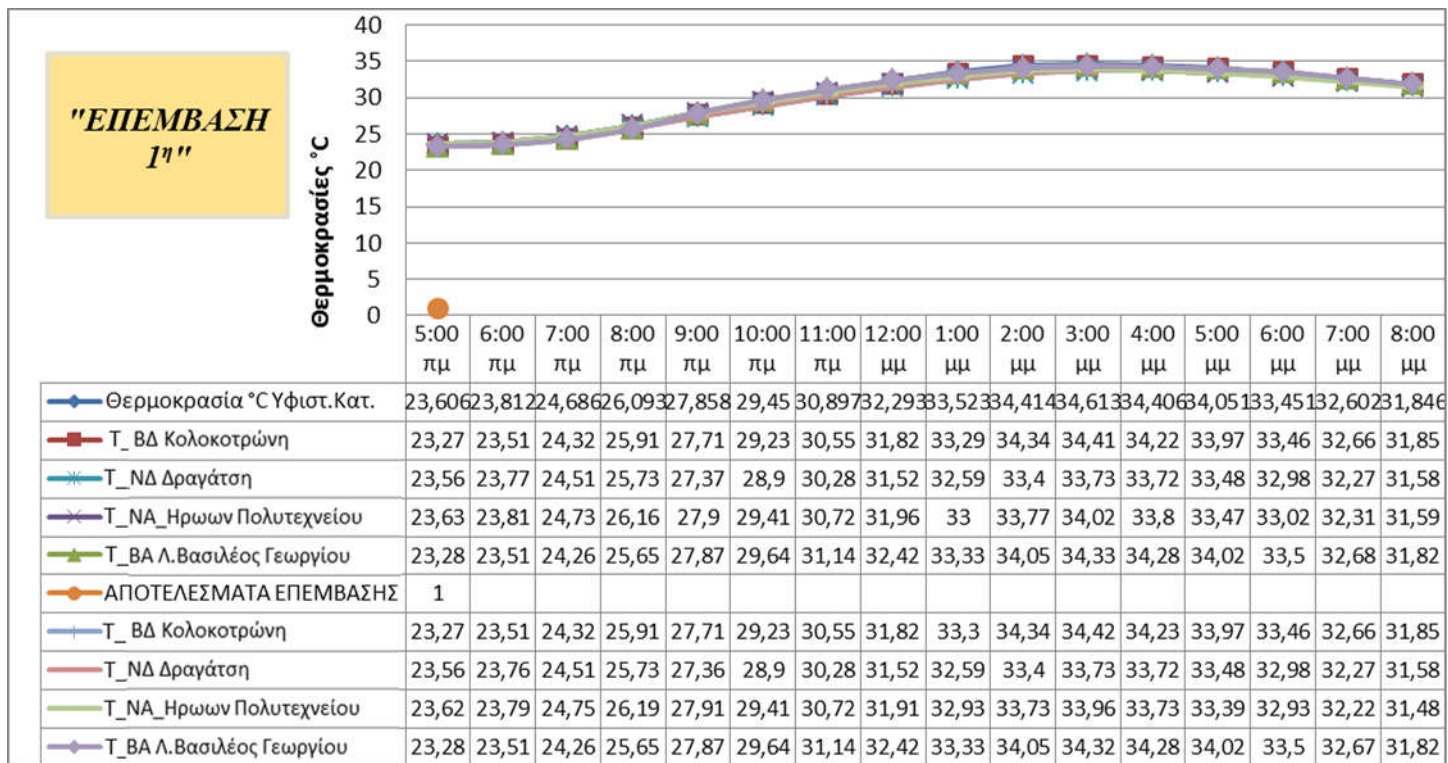 "ΕΠΕΜΒΑΣΗ
1η"
Θερμοκρασίες °C
40
35
30
25
20
15
10
5
0
5:00 πμ 6:00 πμ 7:00 πμ 8:00 πμ 9:00 πμ 10:00 πμ 11:00 πμ 12:00 μμ 1:00 μμ 2:00 μμ 3:00 μμ 4:00 μμ 5:00 μμ 6:00 μμ 7:00 μμ 8:00 μμ
Θερμοκρασία °C Υφιστ.Κατ. 23,606 23,812 24,686 26,093 27,858 29,45 30,897 32,293 33,523 34,414 34,613 34,406 34,051 33,451 32,602 31,846
Τ_ ΒΔ Κολοκοτρώνη 23,27 23,51 24,32 25,91 27,71 29,23 30,55 31,82 33,29 34,34 34,41 34,22 33,97 33,46 32,66 31,85
Τ_ΝΔ Δραγάτση 23,56 23,77 24,51 25,73 27,37 28,9 30,28 31,52 32,59 33,4 33,73 33,72 33,48 32,98 32,27 31,58
Τ_ΝΑ_Ηρωων Πολυτεχνείου 23,63 23,81 24,73 26,16 27,9 29,41 30,72 31,96 33 33,77 34,02 33,8 33,47 33,02 32,31 31,59
Τ_ΒΑ Λ.Βασιλέος Γεωργίου 23,28 23,51 24,26 25,65 27,87 29,64 31,14 32,42 33,33 34,05 34,33 34,28 34,02 33,5 32,68 31,82
ΑΠΟΤΕΛΕΣΜΑΤΑ ΕΠΕΜΒΑΣΗΣ 1
Τ_ ΒΔ Κολοκοτρώνη 23,27 23,51 24,32 25,91 27,71 29,23 30,55 31,82 33,3 34,34 34,42 34,23 33,97 33,46 32,66 31,85
Τ_ΝΔ Δραγάτση 23,56 23,76 24,51 25,73 27,36 28,9 30,28 31,52 32,59 33,4 33,73 33,72 33,48 32,98 32,27 31,58
Τ_ΝΑ_Ηρωων Πολυτεχνείου 23,62 23,79 24,75 26,19 27,91 29,41 30,72 31,91 32,93 33,73 33,96 33,73 33,39 32,93 32,22 31,48
Τ_ΒΑ Λ.Βασιλέος Γεωργίου 23,28 23,51 24,26 25,65 27,87 29,64 31,14 32,42 33,33 34,05 34,32 34,28 34,02 33,5 32,67 31,82